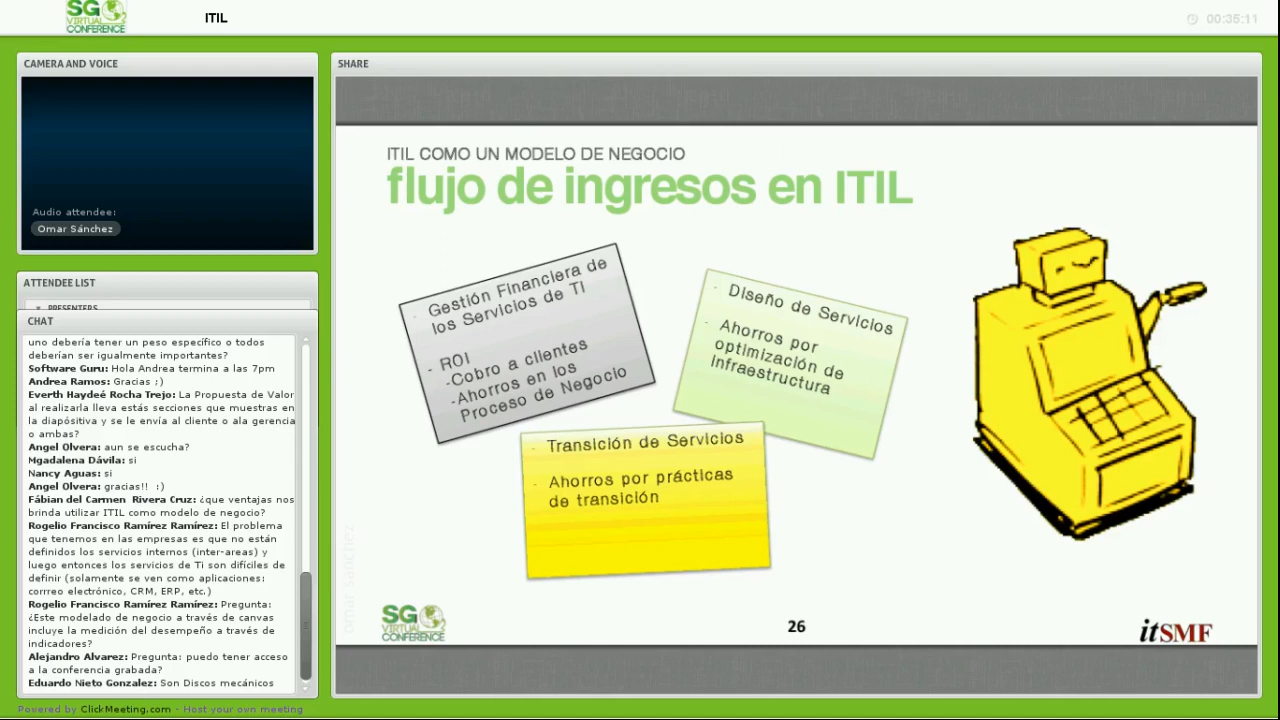 SG
VIRTUAL
CONFERENCE
ITIL
00:35:11
CAMERA AND VOICE
Audio attendee:
Omar Sánchez
ATTENDEE LIST
PRESENTERS
CHAT
uno debería tener un peso específico o todos
deberían ser igualmente importantes?
Software Guru: Hola Andrea termina a las 7pm
Andrea Ramos: Gracias ;)
Everth Haydeé Rocha Trejo: La Propuesta de Valor
al realizarla lleva estás secciones que muestras en
la diapósitiva y se le envía al cliente o ala gerencia
o ambas?
Angel Olvera: aun se escucha?
Mgadalena Dávila: si
Nancy Aguas: si
Angel Olvera: gracias!! :)
Fábian del Carmen Rivera Cruz: ¿que ventajas nos
brinda utilizar ITIL como modelo de negocio?
Rogelio Francisco Ramírez Ramírez: El problema
que tenemos en las empresas es que no están
definidos los servicios internos (inter-areas) y
luego entonces los servicios de Ti son difíciles de
definir (solamente se ven como aplicaciones:
correo electrónico, CRM, ERP, etc.)
Rogelio Francisco Ramírez Ramírez: Pregunta:
¿Este modelado de negocio a través de canvas
incluye la medición del desempeño a través de
indicadores?
Alejandro Alvarez: Pregunta: puedo tener acceso
a la conferencia grabada?
Eduardo Nieto Gonzalez: Son Discos mecánicos
SHARE
ITIL COMO UN MODELO DE NEGOCIO
flujo de ingresos en ITIL
- Gestión Financiera de
los Servicios de TI
- ROI
-Cobro a clientes
-Ahorros en los
Proceso de Negocio
- Diseño de Servicios
- Ahorros por
optimización de
infraestructura
- Transición de Servicios
- Ahorros por prácticas
de transición
omar sánchez
SG
VIRTUAL
CONFERENCE
26
itSMF
Powered by ClickMeeting.com - Host your own meeting